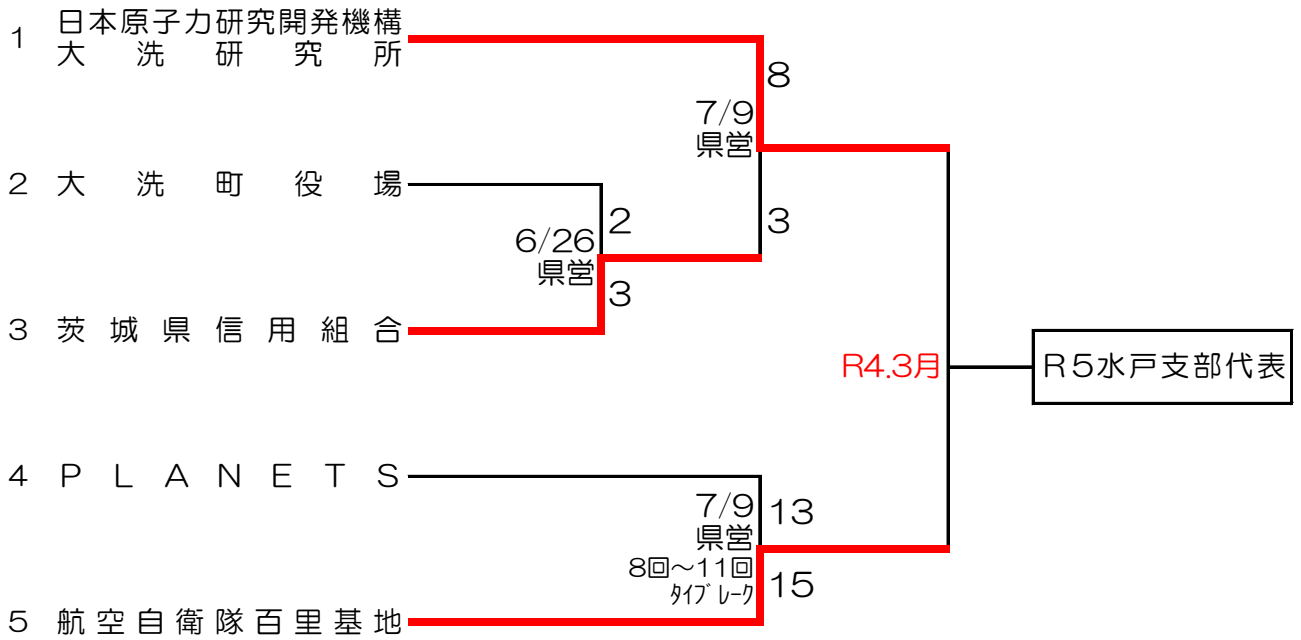 1 日本原子力研究開発機構
大洗研究所
8
7/9
県営
2 大洗町役場
2
3
6/26
県営
3
3 茨城県信用組合
R4.3月
R5水戸支部代表
4 PLANETS
7/9
13
県営
8回~11回
タイブレーク
15
5 航空自衛隊百里基地